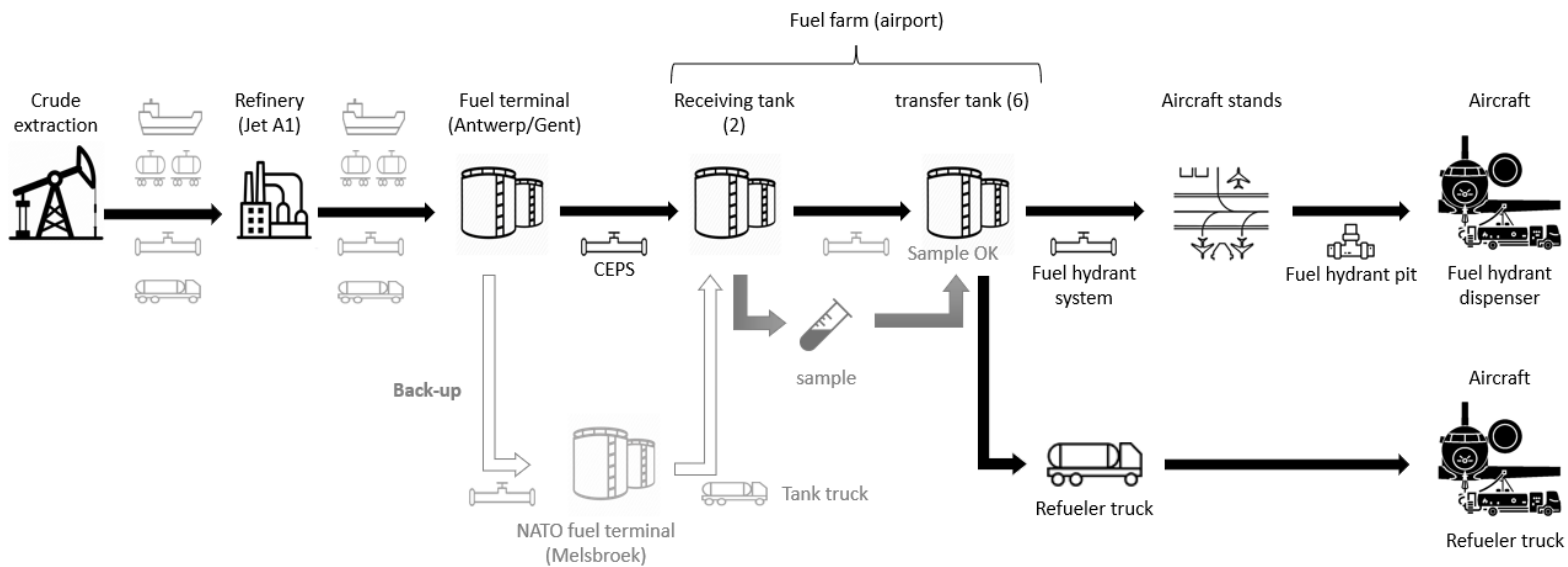 Fuel farm (airport)
Crude
extraction
Refinery
(Jet A1)
Fuel terminal
(Antwerp/Gent)
Receiving tank
(2)
transfer tank (6)
Aircraft stands
Aircraft
CEPS
Sample OK
Fuel hydrant
system
Fuel hydrant pit
Fuel hydrant
dispenser
sample
Back-up
Aircraft
Tank truck
Refueler truck
NATO fuel terminal
(Melsbroek)
Refueler truck